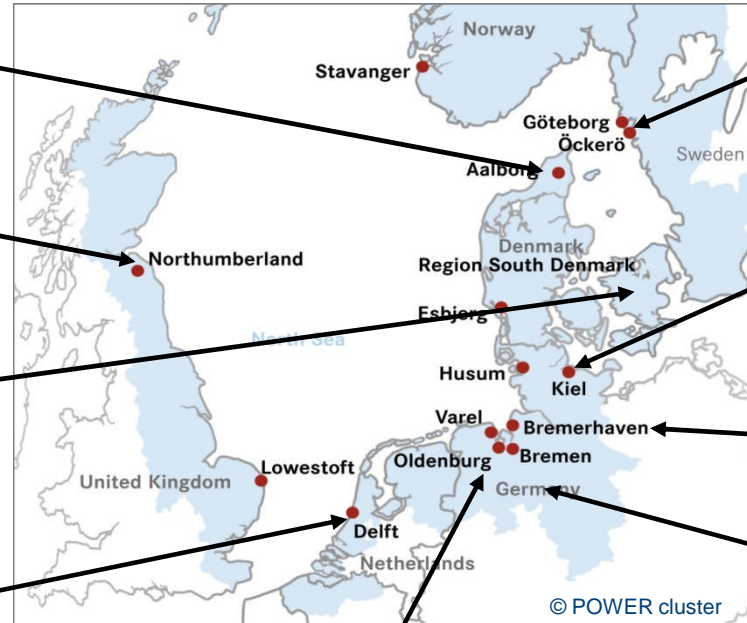 Norway
Stavanger
Göteborg
Öckerö
Sweden
Aalborg
Northumberland
Denmark
Region South Denmark
Esbjerg
North Sea
Husum
Kiel
Varel
Bremerhaven
Oldenburg
Bremen
Lowestoft
United Kingdom
Germany
Delft
Netherlands
© POWER cluster